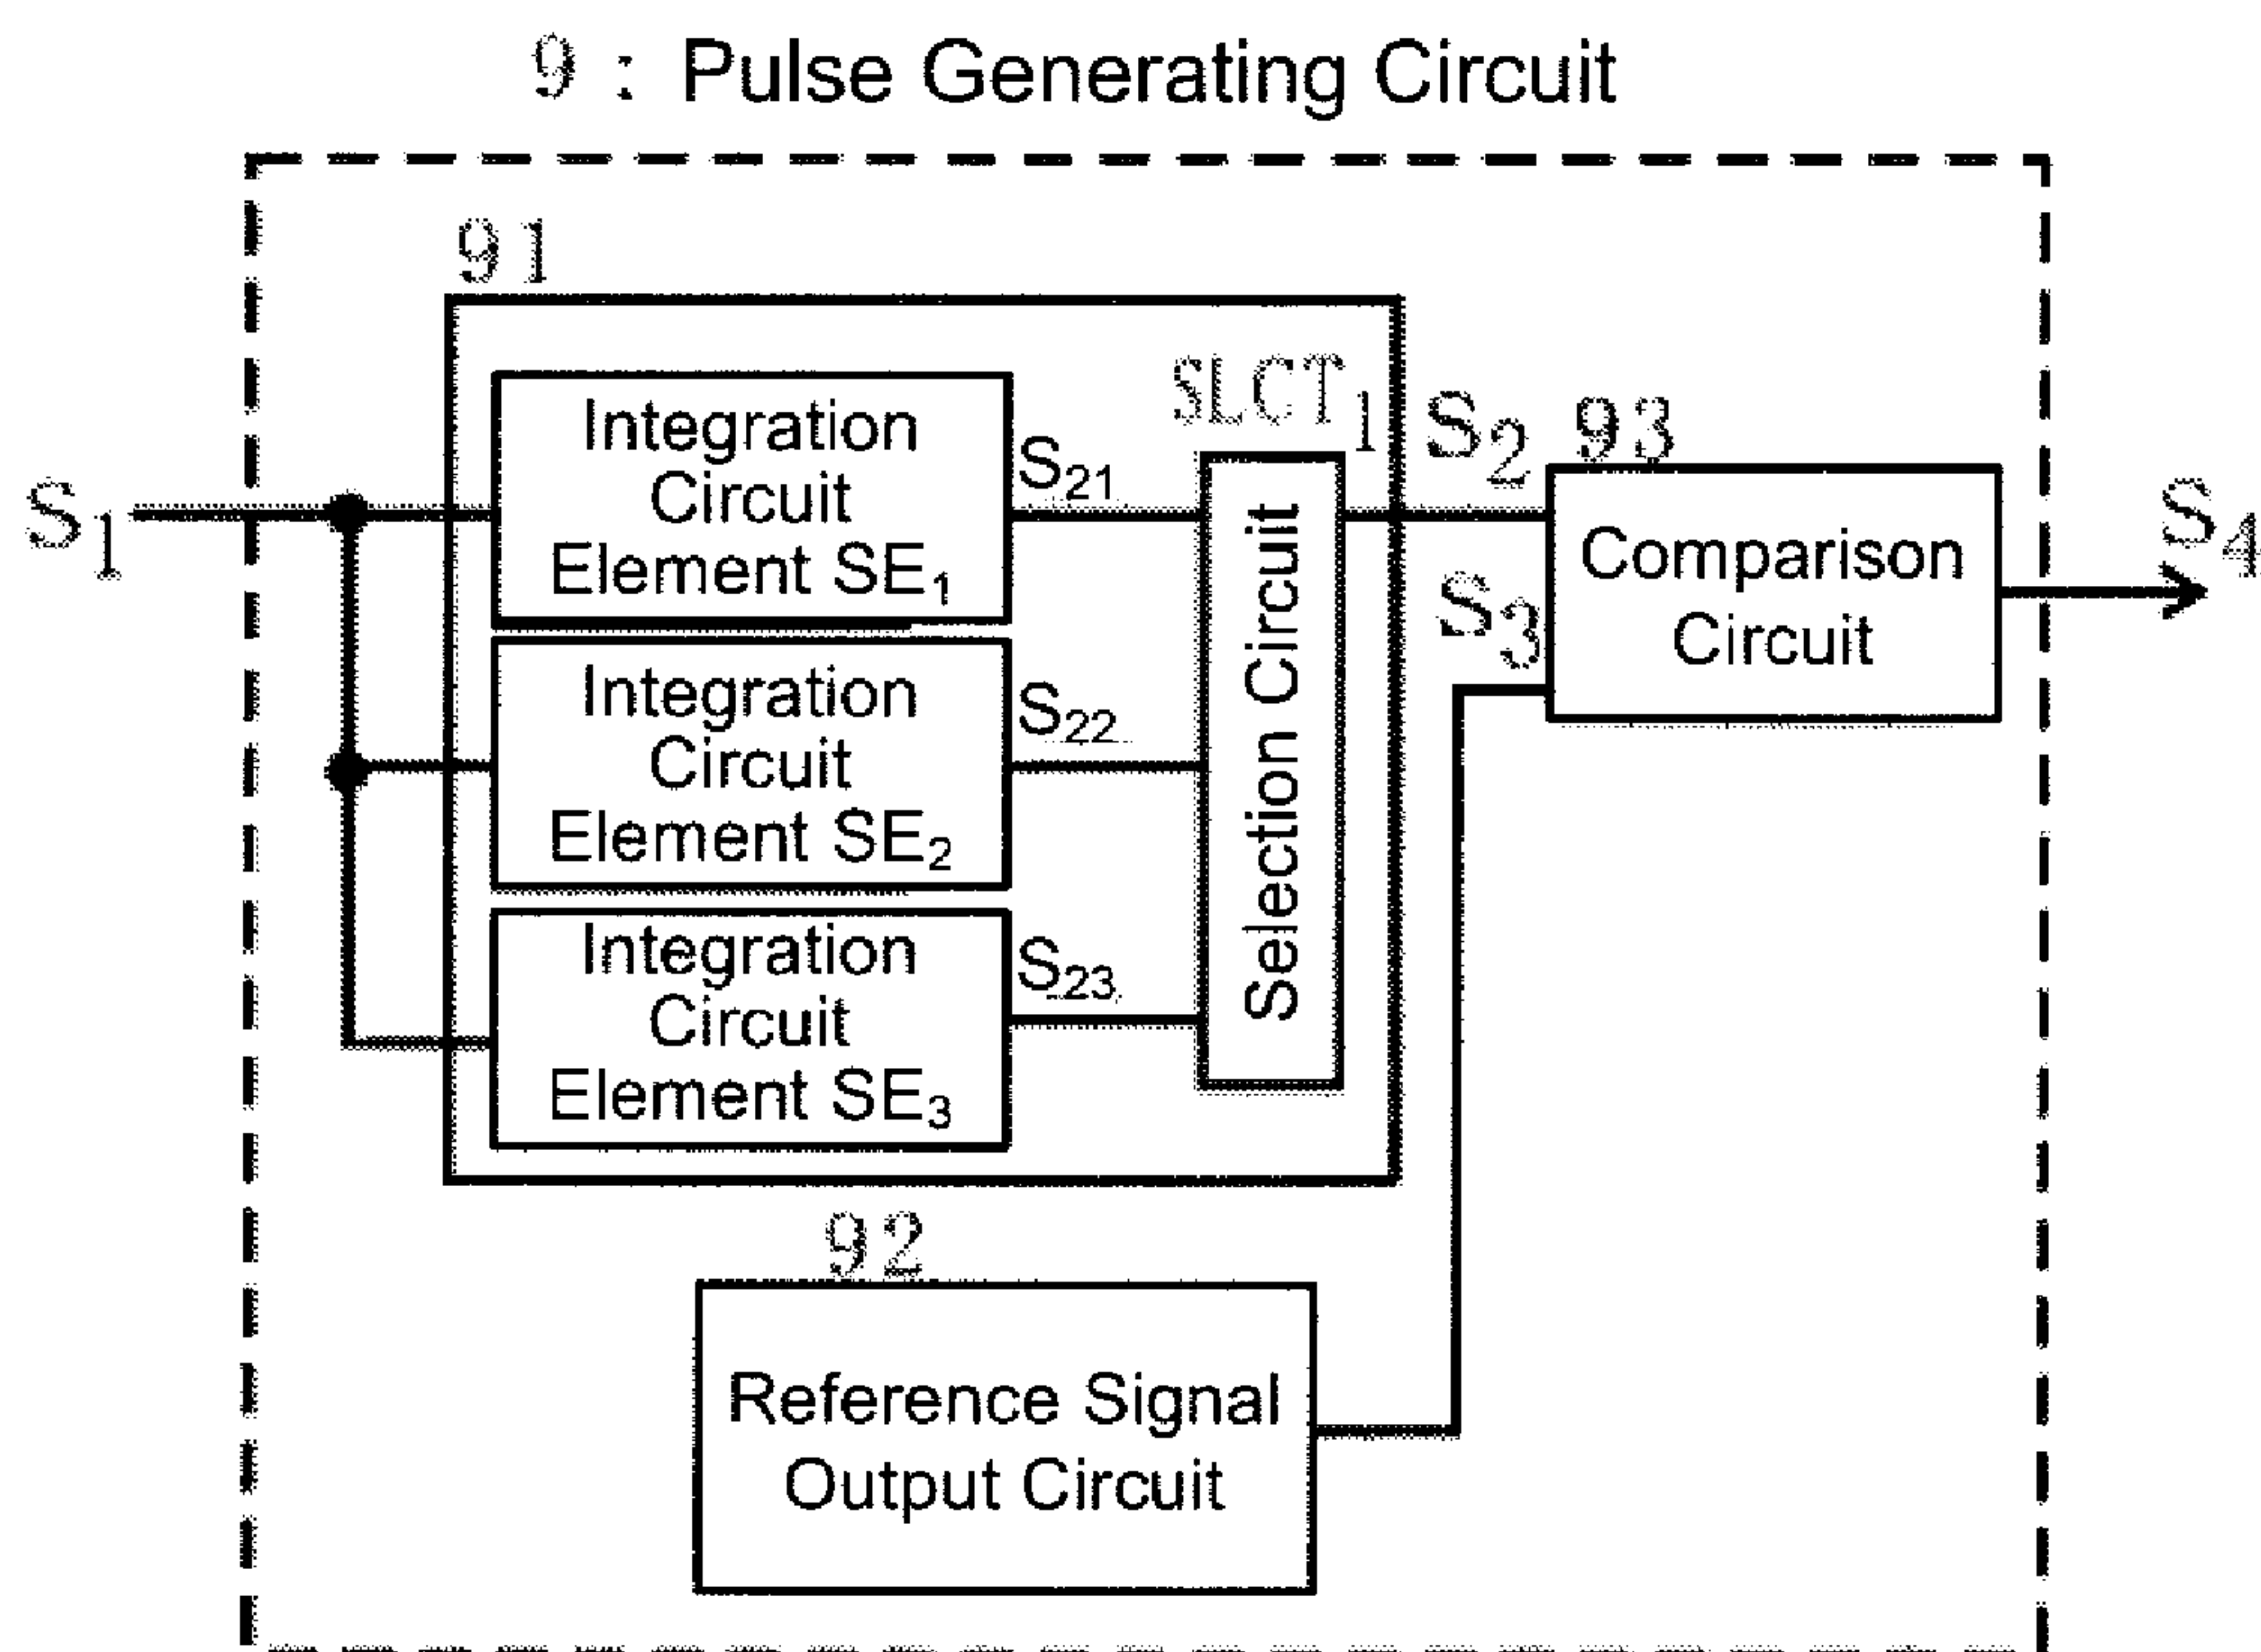 9 : Pulse Generating Circuit
91
SLCT1
S1
Integration
Circuit
Element SE1
S21
Integration
Circuit
Element SE2
S22
Integration
Circuit
Element SE3
S23
Selection Circuit
S2
S3
93
Comparison
Circuit
S4
92
Reference Signal
Output Circuit